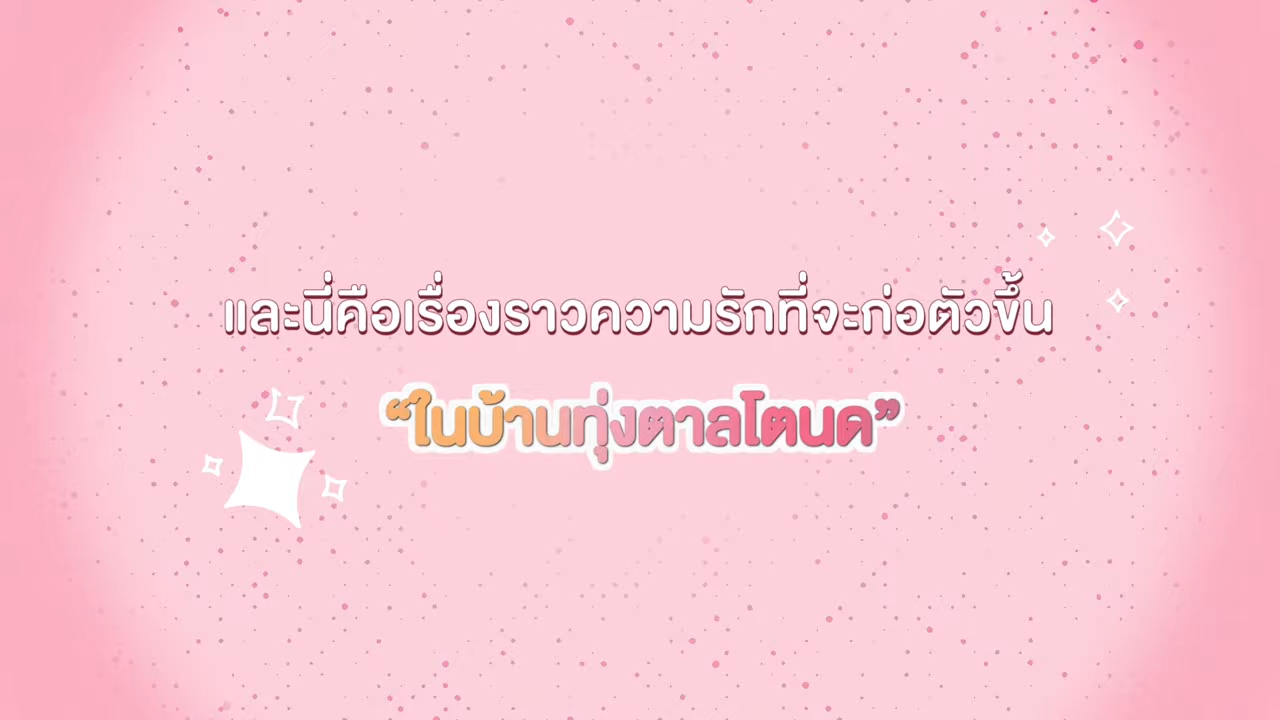 และนี่คือเรื่องราวความรักที่จะก่อตัวขึ้น
“ในบ้านทุ่งตาลโตนด”